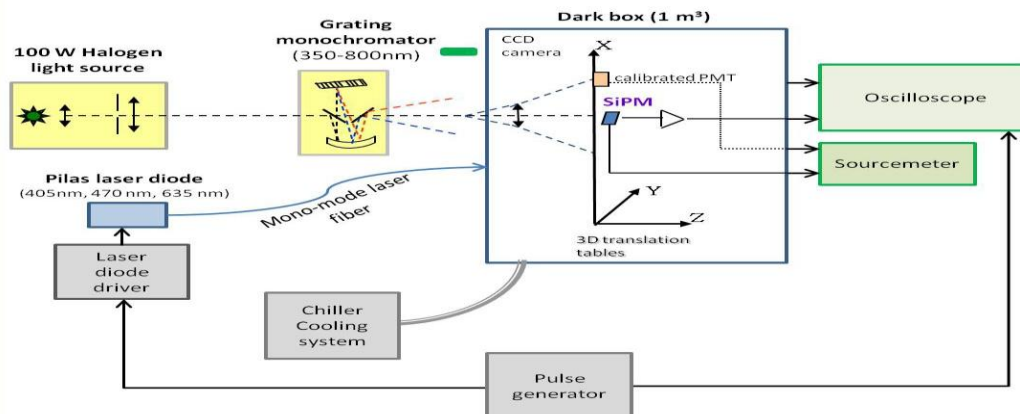 Dark box (1 m³)
100 W Halogen
light source
Grating
monochromator
(350-800nm)
CCD
camera
X
calibrated PMT
SiPM
Oscilloscope
Sourcemeter
Pilas laser diode
(405nm, 470 nm, 635 nm)
Mono-mode laser
fiber
Y
Z
3D translation
tables
Laser
diode
driver
Chiller
Cooling
system
Pulse
generator